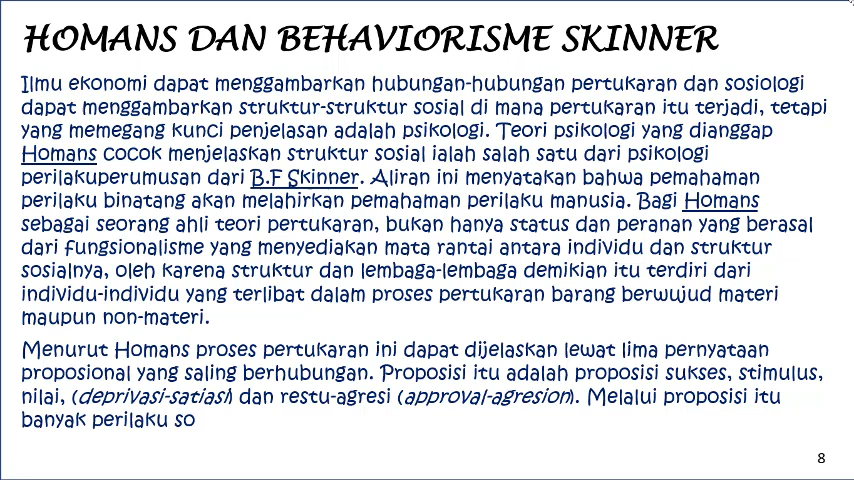 HOMANS DAN BEHAVIORISME SKINNER
Ilmu ekonomi dapat menggambarkan hubungan-hubungan pertukaran dan sosiologi
dapat menggambarkan struktur-struktur sosial di mana pertukaran itu terjadi, tetapi
yang memegang kunci penjelasan adalah psikologi. Teori psikologi yang dianggap
Homans cocok menjelaskan struktur sosial ialah salah satu dari psikologi
perilakuperumusan dari B.F Skinner. Aliran ini menyatakan bahwa pemahaman
perilaku binatang akan melahirkan pemahaman perilaku manusia. Bagi Homans
sebagai seorang ahli teori pertukaran, bukan hanya status dan peranan yang berasal
dari fungsionalisme yang menyediakan mata rantai antara individu dan struktur
sosialnya, oleh karena struktur dan lembaga-lembaga demikian itu terdiri dari
individu-individu yang terlibat dalam proses pertukaran barang berwujud materi
maupun non-materi.
Menurut Homans proses pertukaran ini dapat dijelaskan lewat lima pernyataan
proposional yang saling berhubungan. Proposisi itu adalah proposisi sukses, stimulus,
nilai, (deprivasi-satiasi) dan restu-agresi (approval-agresion). Melalui proposisi itu
banyak perilaku so
8